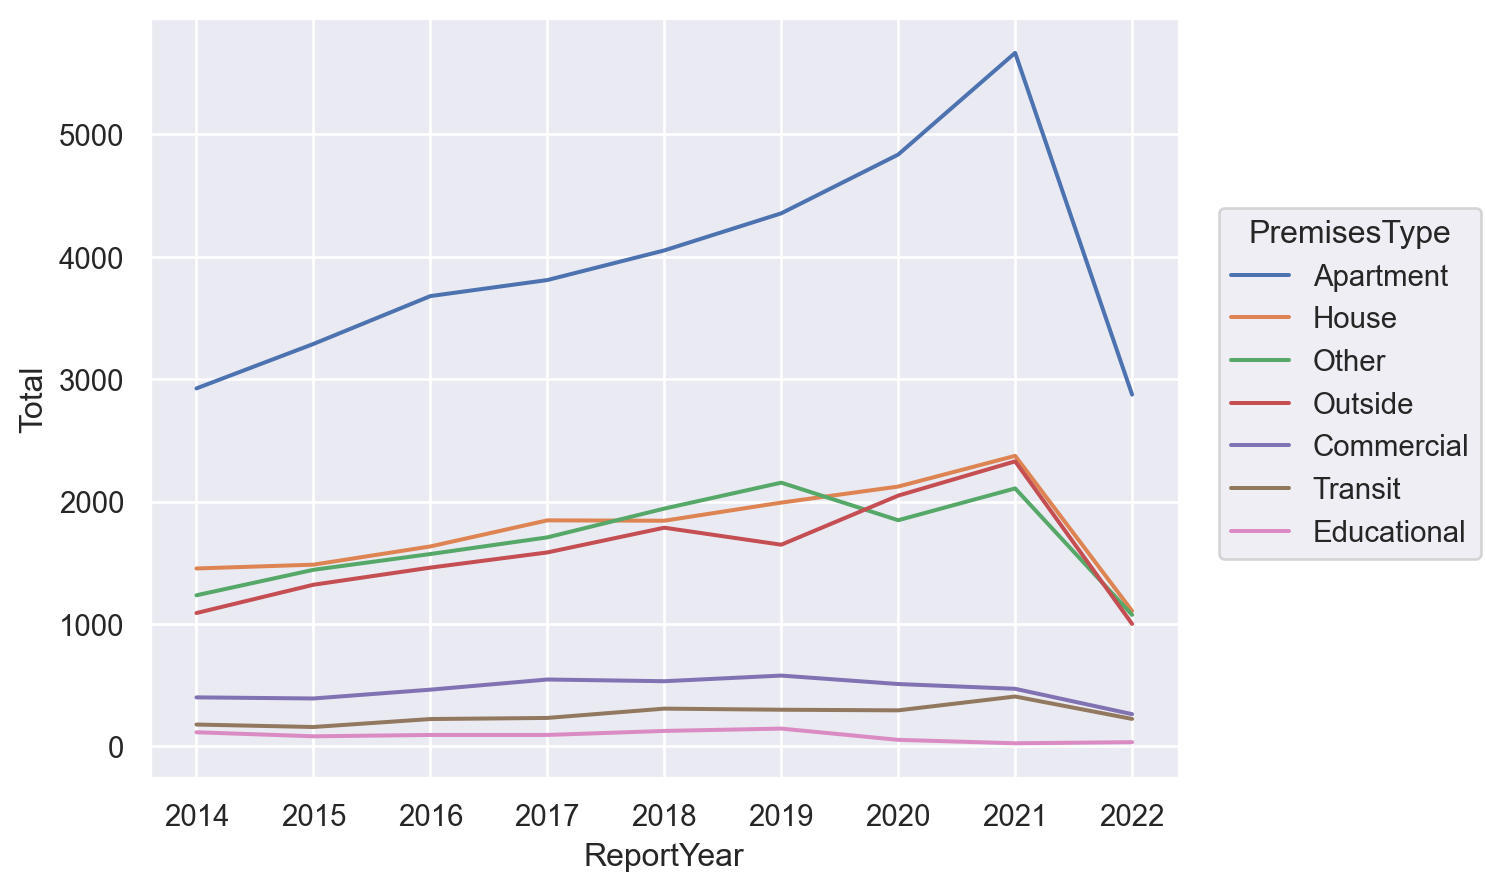 5000
4000
3000
2000
1000
0
Total
2014 2015 2016 2017 2018 2019 2020 2021 2022
ReportYear
PremisesType
Apartment
House
Other
Outside
Commercial
Transit
Educational